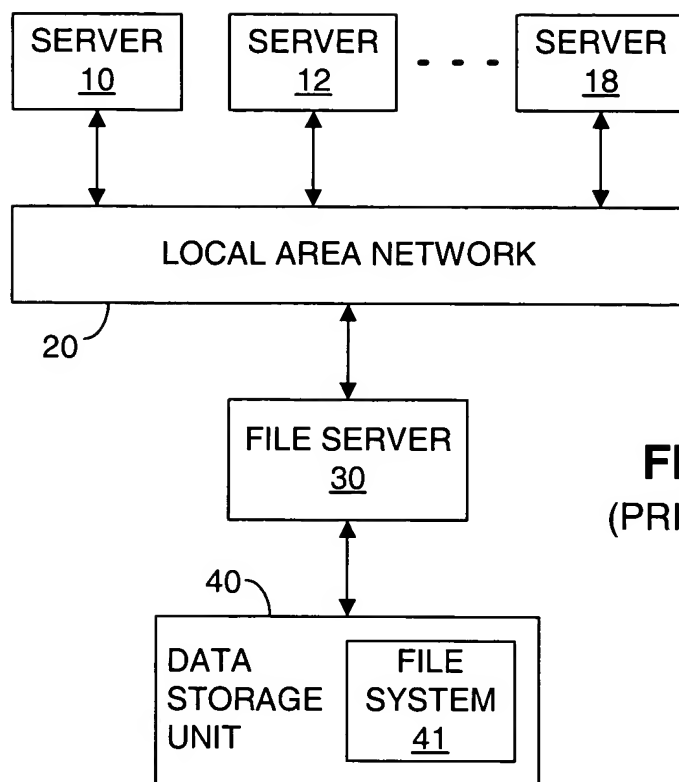 SERVER
10
SERVER
12
SERVER
18
LOCAL AREA NETWORK
20
FILE SERVER
30
(PRI
40
DATA
STORAGE
UNIT
FILE
SYSTEM
41